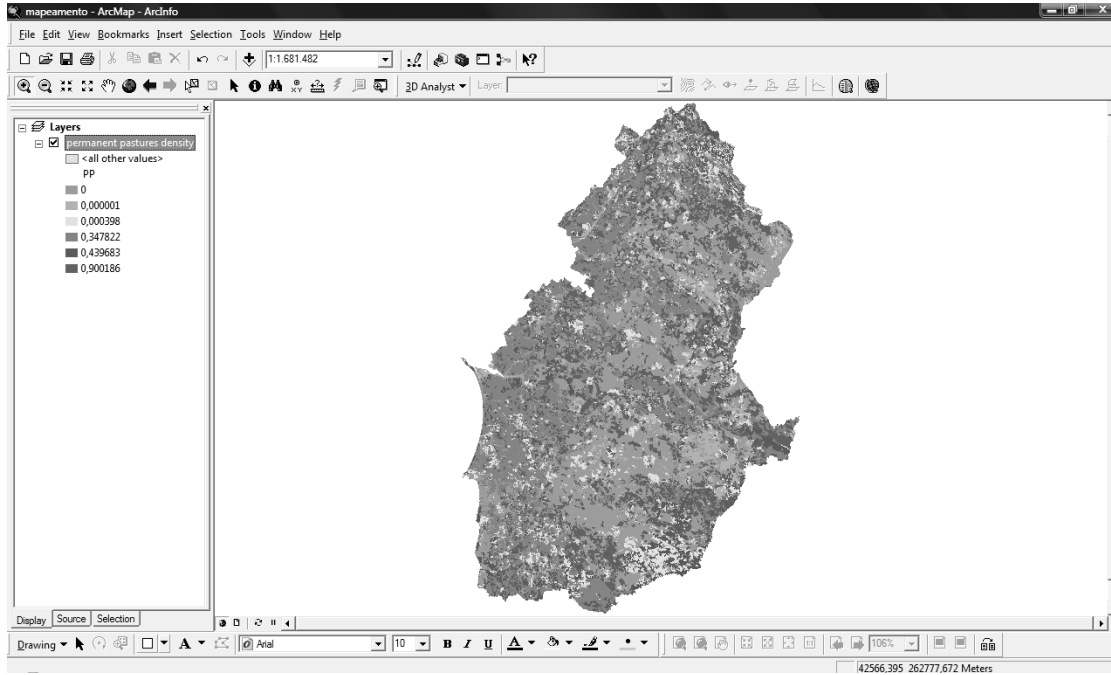 mapeamento - ArcMap - ArcInfo
File Edit View Bookmarks Insert Selection Tools Window Help
1:1.681.482
3D Analyst Layer:
Layers
permanent pastures density
<all other values>
PP
0
0,000001
0,000398
0,347822
0,439683
0,900186
Display Source Selection
Drawing A Arial 10 B I U A 106%
42566,395 262777,672 Meters